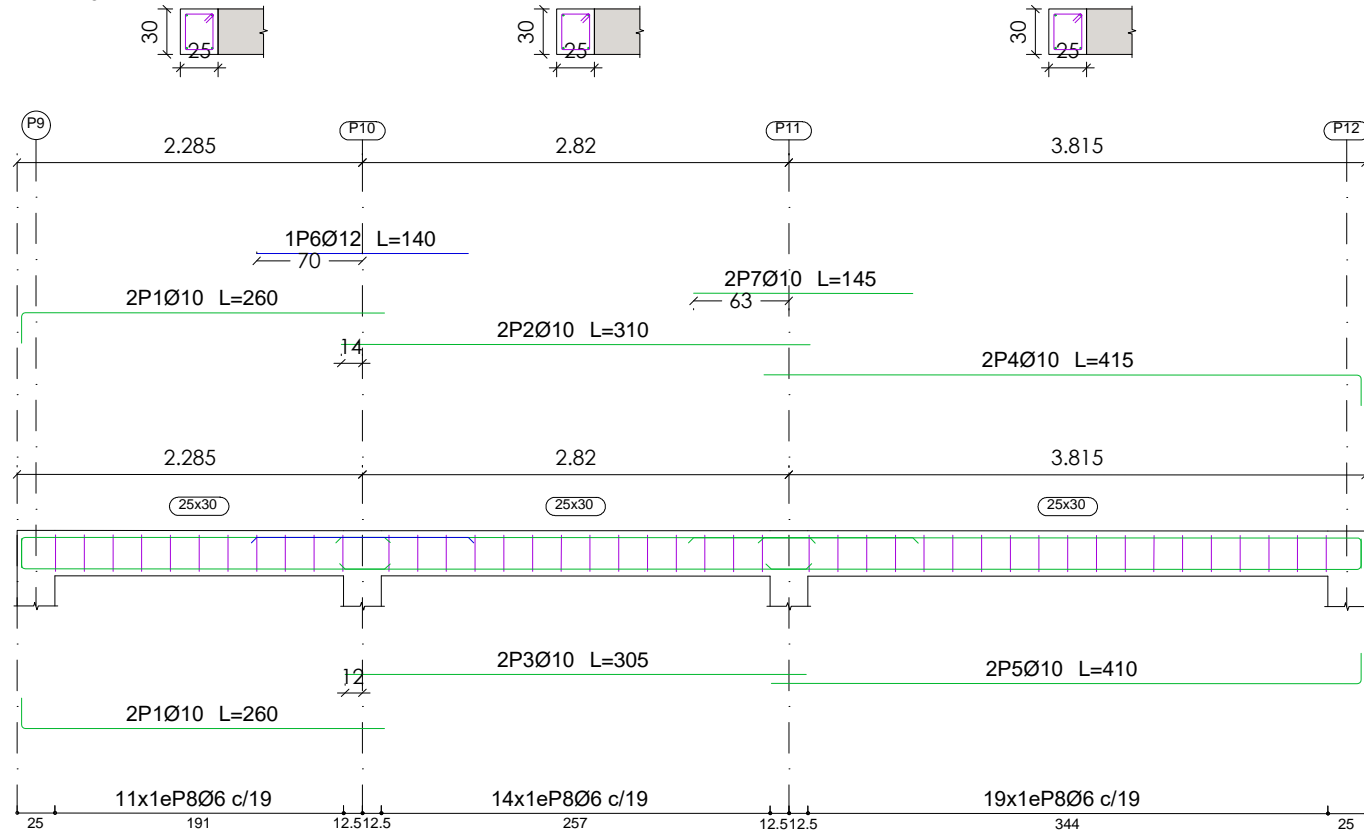 30 25 30 25 30 25
P9 P10 P11 P12
2.285 2.82 3.815
1P6Ø12 L=140
70
2P7Ø10 L=145
63
2P1Ø10 L=260
2P2Ø10 L=310
14
2P4Ø10 L=415
2.285 2.82 3.815
25x30 25x30 25x30
2P3Ø10 L=305
12
2P5Ø10 L=410
2P1Ø10 L=260
11x1eP8Ø6 c/19 14x1eP8Ø6 c/19 19x1eP8Ø6 c/19
25 191 12.5 12.5 257 12.5 12.5 344 25